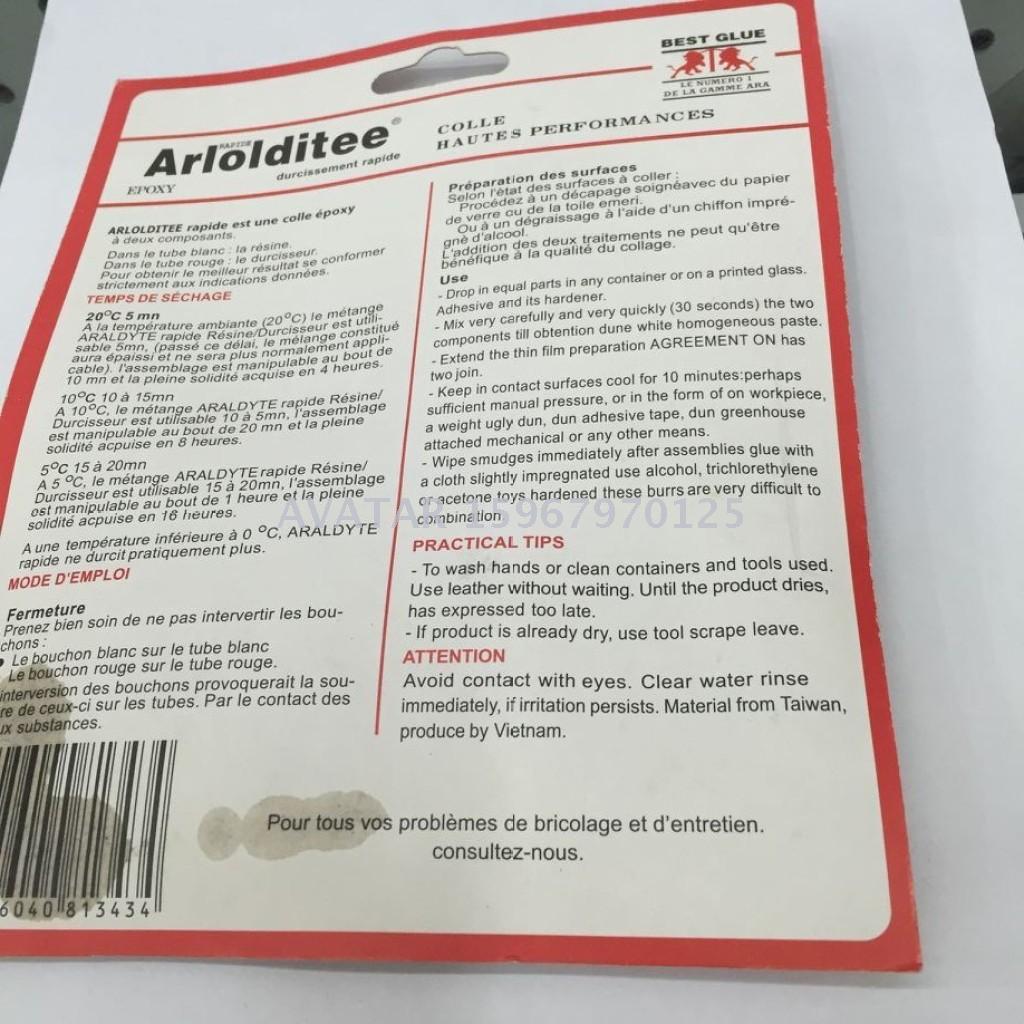 BEST GLUE
LE NUMERO 1
DE LA GAMME ARA
RAPIDE
Arlolditee®
durcissement rapide
EPOXY
COLLE
HAUTES PERFORMANCES
ARLOLDITEE rapide est une colle époxy
à deux composants.
Dans le tube blanc : la résine.
Dans le tube rouge : le durcisseur.
Pour obtenir le meilleur résultat se conformer
strictement aux indications données.
TEMPS DE SÉCHAGE
20°C 5 mn
A la température ambiante (20°C) le métange
ARALDYTE rapide Résine/Durcisseur est utili-
sable 5mn, (passé ce délai, le mélange constitué
aura épaissi et ne sera plus normalement appli-
cable). l'assemblage est manipulable au bout de
10 mn et la pleine solidité acquise en 4 heures.
10°C 10 à 15mn
A 10°C, le métange ARALDYTE rapide Résine/
Durcisseur est utilisable 10 à 5mn, l'assemblage
est manipulable au bout de 20 mn et la pleine
solidité acpuise en 8 heures.
5°C 15 à 20mn
A 5 °C, le métange ARALDYTE rapide Résine/
Durcisseur est utilisable 15 à 20mn, l'assemblage
est manipulable au bout de 1 heure et la pleine
solidité acpuise en 16 heures.
A une température inférieure à 0 °C, ARALDYTE
rapide ne durcit pratiquement plus.
MODE D'EMPLOI
Fermeture
Prenez bien soin de ne pas intervertir les bou-
chons :
Le bouchon blanc sur le tube blanc
Le bouchon rouge sur le tube rouge.
interversion des bouchons provoquerait la sou-
re de ceux-ci sur les tubes. Par le contact des
ux substances.
6040 813434
Préparation des surfaces
Selon l'état des surfaces à coller :
Procédez à un décapage soignéavec du papier
de verre ou de la toile emeri.
Ou à un dégraissage à l'aide d'un chiffon impré-
gnè d'alcool.
L'addition des deux traitements ne peut qu'être
bénéfique à la qualité du collage.
Use
- Drop in equal parts in any container or on a printed glass.
Adhesive and its hardener.
- Mix very carefully and very quickly (30 seconds) the two
components till obtention dune white homogeneous paste.
- Extend the thin film preparation AGREEMENT ON has
two join.
- Keep in contact surfaces cool for 10 minutes:perhaps
sufficient manual pressure, or in the form of on workpiece,
a weight ugly dun, dun adhesive tape, dun greenhouse
attached mechanical or any other means.
- Wipe smudges immediately after assemblies glue with
a cloth slightly impregnated use alcohol, trichlorethylene
or acetone toys hardened these burrs are very difficult to
combination
AVATAR 15967970125
PRACTICAL TIPS
- To wash hands or clean containers and tools used.
Use leather without waiting. Until the product dries,
has expressed too late.
- If product is already dry, use tool scrape leave.
ATTENTION
Avoid contact with eyes. Clear water rinse
immediately, if irritation persists. Material from Taiwan,
produce by Vietnam.
Pour tous vos problèmes de bricolage et d'entretien.
consultez-nous.